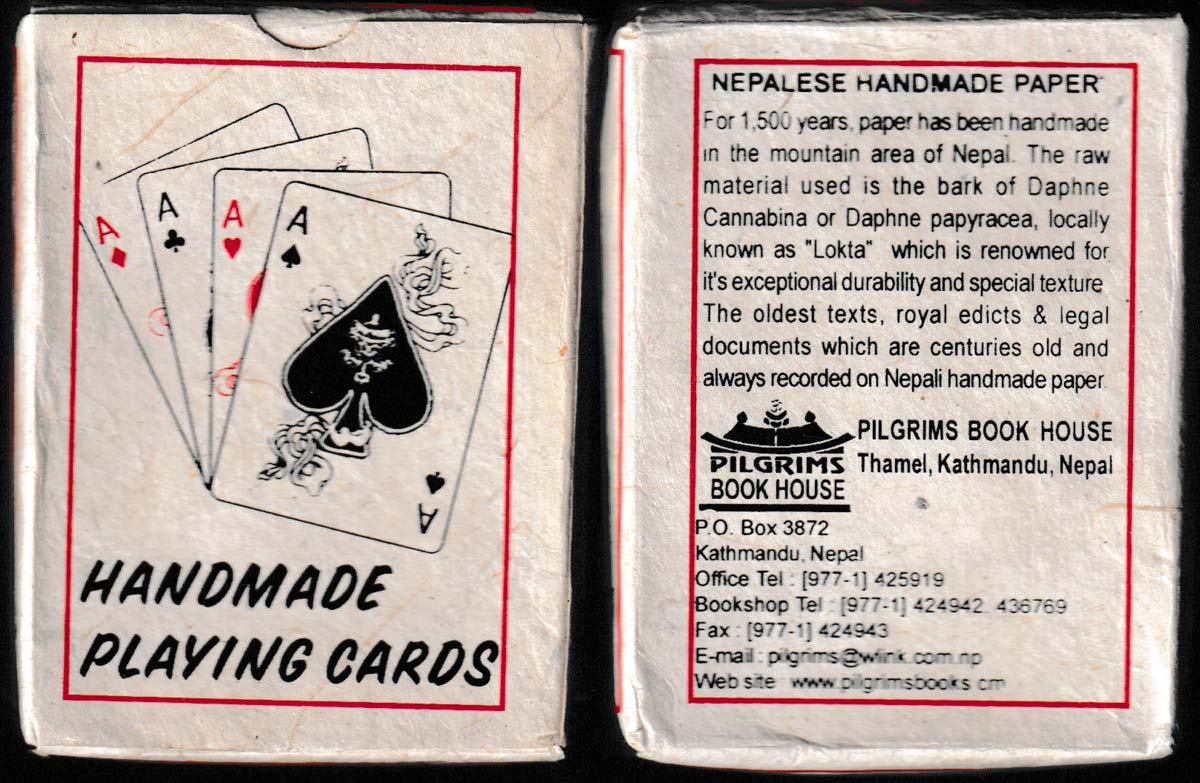 A
A
A
A
A
HANDMADE
PLAYING CARDS
NEPALESE HANDMADE PAPER
For 1,500 years, paper has been handmade
in the mountain area of Nepal. The raw
material used is the bark of Daphne
Cannabina or Daphne papyracea, locally
known as "Lokta" which is renowned for
it's exceptional durability and special texture
The oldest texts, royal edicts & legal
documents which are centuries old and
always recorded on Nepali handmade paper.
PILGRIMS
BOOK HOUSE
PILGRIMS BOOK HOUSE
Thamel, Kathmandu, Nepal
P.O. Box 3872
Kathmandu, Nepal
Office Tel : [977-1] 425919
Bookshop Tel : [977-1] 424942, 436769
Fax : [977-1] 424943
E-mail : pilgrims@wlink.com.np
Web site www.pilgrimsbooks.cm